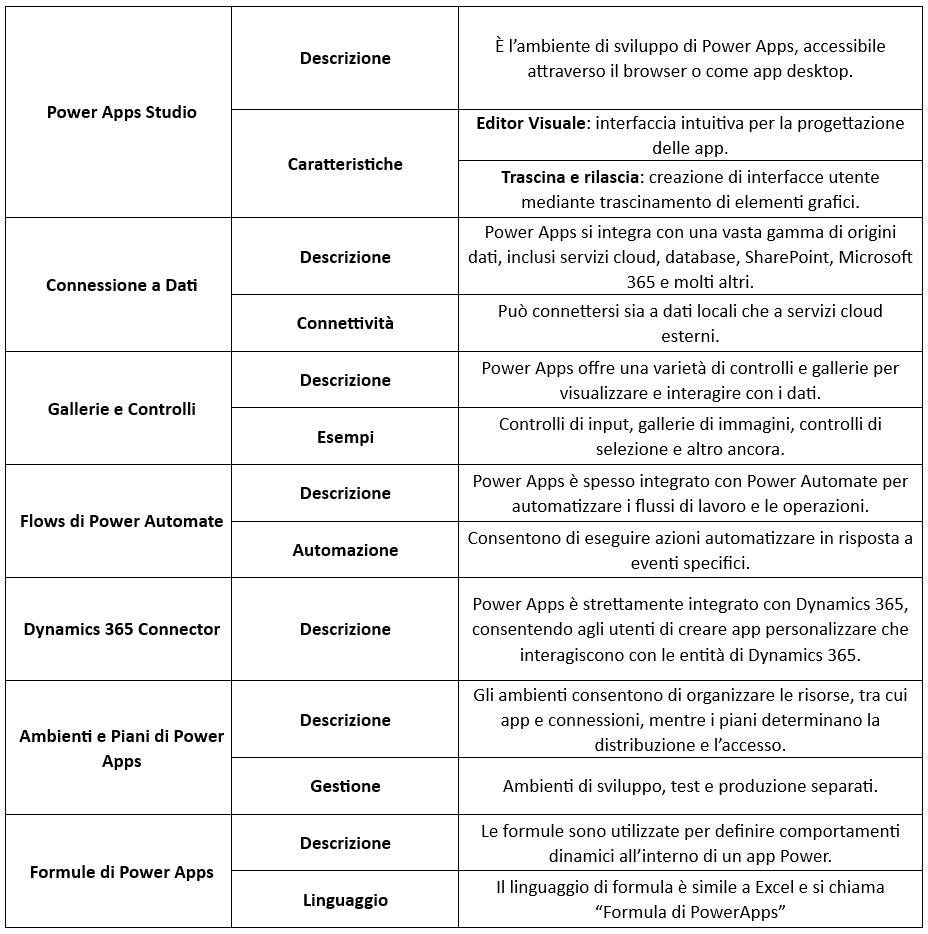 Power Apps Studio
Descrizione
È l’ambiente di sviluppo di Power Apps, accessibile
attraverso il browser o come app desktop.
Caratteristiche
Editor Visuale: interfaccia intuitiva per la progettazione
delle app.
Trascina e rilascia: creazione di interfacce utente
mediante trascinamento di elementi grafici.
Connessione a Dati
Descrizione
Power Apps si integra con una vasta gamma di origini
dati, inclusi servizi cloud, database, SharePoint, Microsoft
365 e molti altri.
Connettività
Può connettersi sia a dati locali che a servizi cloud
esterni.
Gallerie e Controlli
Descrizione
Power Apps offre una varietà di controlli e gallerie per
visualizzare e interagire con i dati.
Esempi
Controlli di input, gallerie di immagini, controlli di
selezione e altro ancora.
Flows di Power Automate
Descrizione
Power Apps è spesso integrato con Power Automate per
automatizzare i flussi di lavoro e le operazioni.
Automazione
Consentono di eseguire azioni automatizzare in risposta a
eventi specifici.
Dynamics 365 Connector
Descrizione
Power Apps è strettamente integrato con Dynamics 365,
consentendo agli utenti di creare app personalizzare che
interagiscono con le entità di Dynamics 365.
Ambienti e Piani di Power
Apps
Descrizione
Gli ambienti consentono di organizzare le risorse, tra cui
app e connessioni, mentre i piani determinano la
distribuzione e l’accesso.
Gestione
Ambienti di sviluppo, test e produzione separati.
Formule di Power Apps
Descrizione
Le formule sono utilizzate per definire comportamenti
dinamici all’interno di un app Power.
Linguaggio
Il linguaggio di formula è simile a Excel e si chiama
“Formula di PowerApps”